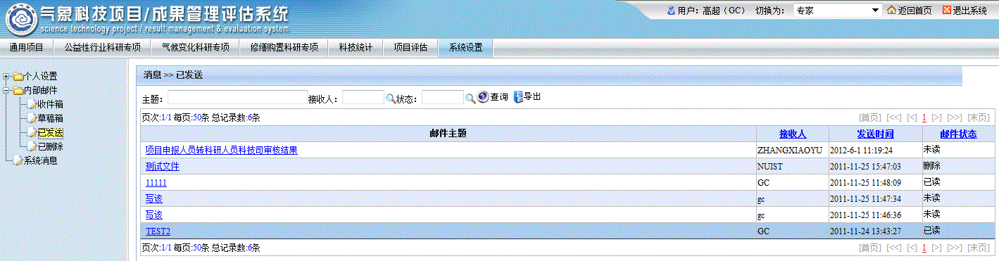 气象科技项目/成果管理评估系统
science technology project / result management & evaluation system
用户：高超（GC） 切换为： 专家 返回首页 退出系统
通用项目 公益性行业科研专项 气候变化科研专项 修缮购置科研专项 科技统计 项目评估 系统设置
个人设置
内部邮件
收件箱
草稿箱
已发送
已删除
系统消息
消息 >> 已发送
主题： 接收人： 状态： 查询 导出
页次:1/1 每页:50条 总记录数:6条 [首页] [<<] [<] 1 [>] [>>] [末页]
邮件主题 接收人 发送时间 邮件状态
项目申报人员转科研人员科技司审核结果 ZHANGXIAOYU 2012-6-1 11:19:24 未读
测试文件 NUIST 2011-11-25 15:47:03 删除
11111 GC 2011-11-25 11:48:09 已读
写该 gc 2011-11-25 11:47:34 未读
写该 gc 2011-11-25 11:46:36 未读
TEST2 GC 2011-11-24 13:43:27 已读
页次:1/1 每页:50条 总记录数:6条 [首页] [<<] [<] 1 [>] [>>] [末页]